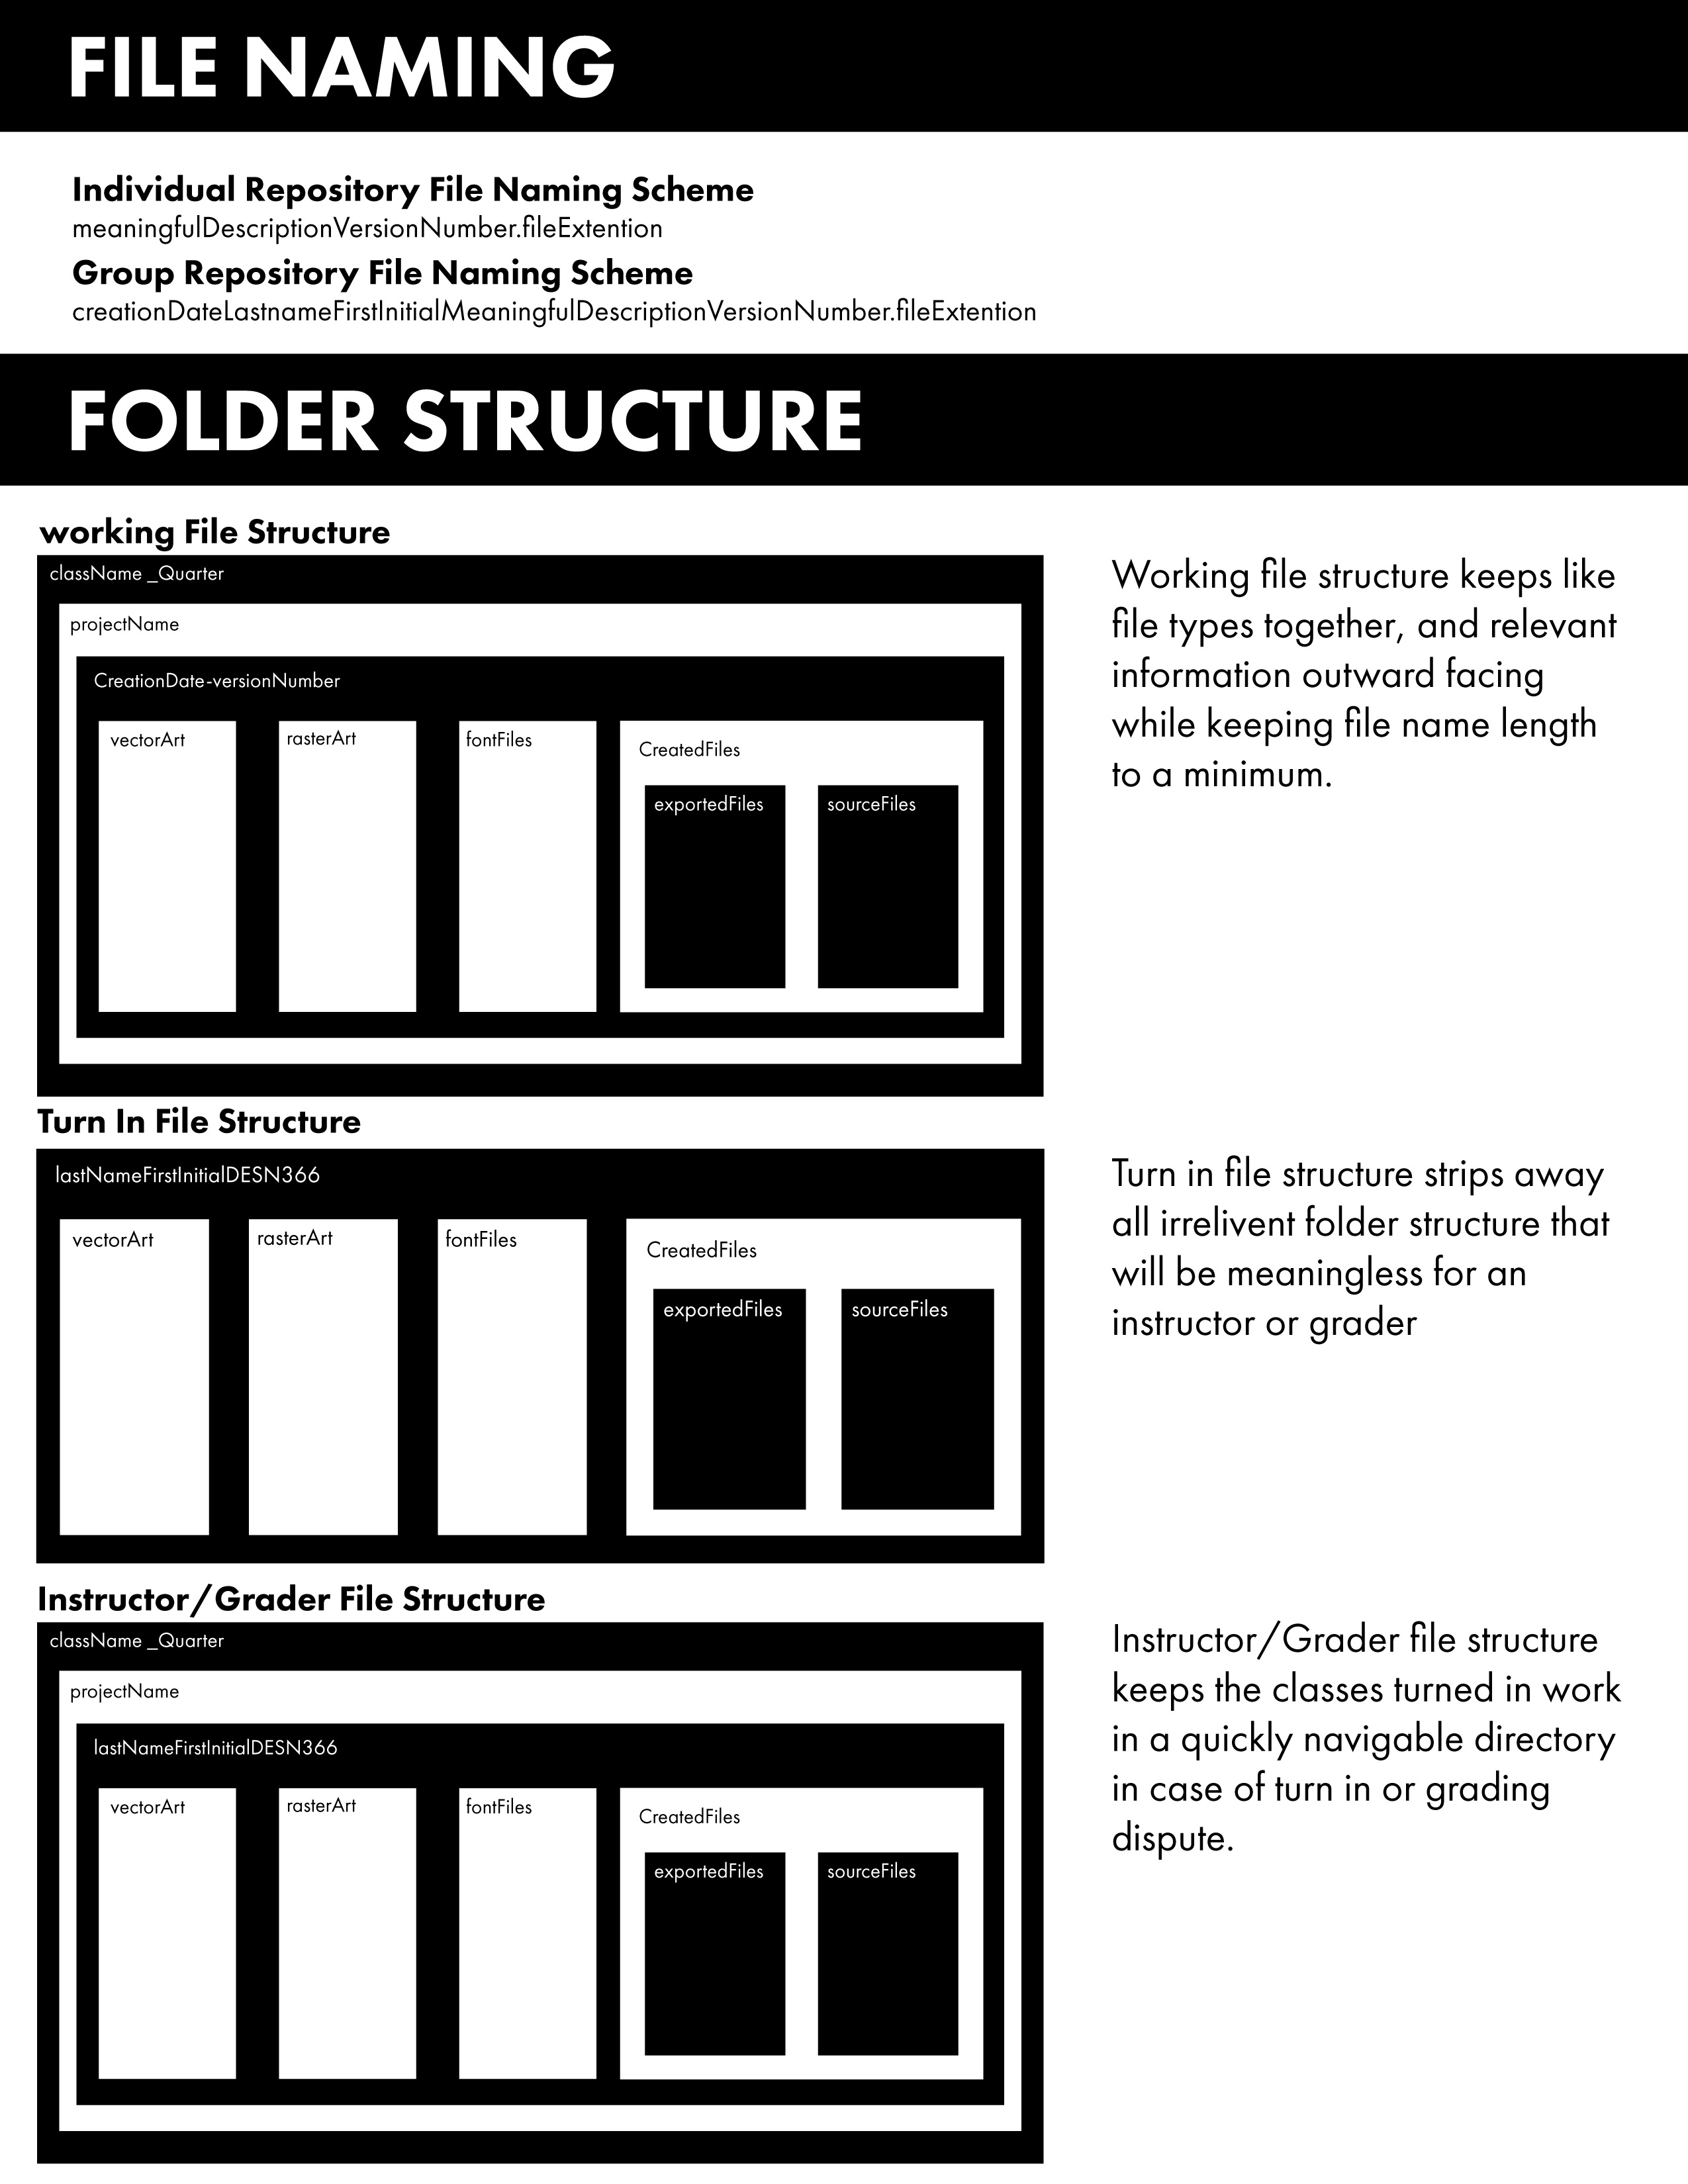 FILE NAMING
Individual Repository File Naming Scheme
meaningfulDescriptionVersionNumber.fileExtention
Group Repository File Naming Scheme
creationDateLastnameFirstInitialMeaningfulDescriptionVersionNumber.fileExtention
FOLDER STRUCTURE
working File Structure
className _Quarter
projectName
CreationDate-versionNumber
vectorArt
rasterArt
fontFiles
CreatedFiles
exportedFiles
sourceFiles
Working file structure keeps like
file types together, and relevant
information outward facing
while keeping file name length
to a minimum.
Turn In File Structure
lastNameFirstInitialDESN366
vectorArt
rasterArt
fontFiles
CreatedFiles
exportedFiles
sourceFiles
Turn in file structure strips away
all irrelivent folder structure that
will be meaningless for an
instructor or grader
Instructor/Grader File Structure
className _Quarter
projectName
lastNameFirstInitialDESN366
vectorArt
rasterArt
fontFiles
CreatedFiles
exportedFiles
sourceFiles
Instructor/Grader file structure
keeps the classes turned in work
in a quickly navigable directory
in case of turn in or grading
dispute.